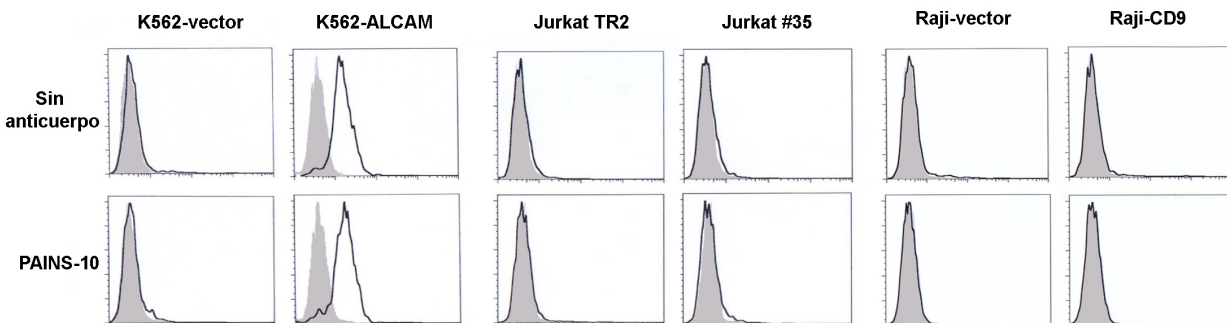 K562-vector K562-ALCAM Jurkat TR2 Jurkat #35 Raji-vector Raji-CD9
Sin
anticuerpo
PAINS-10